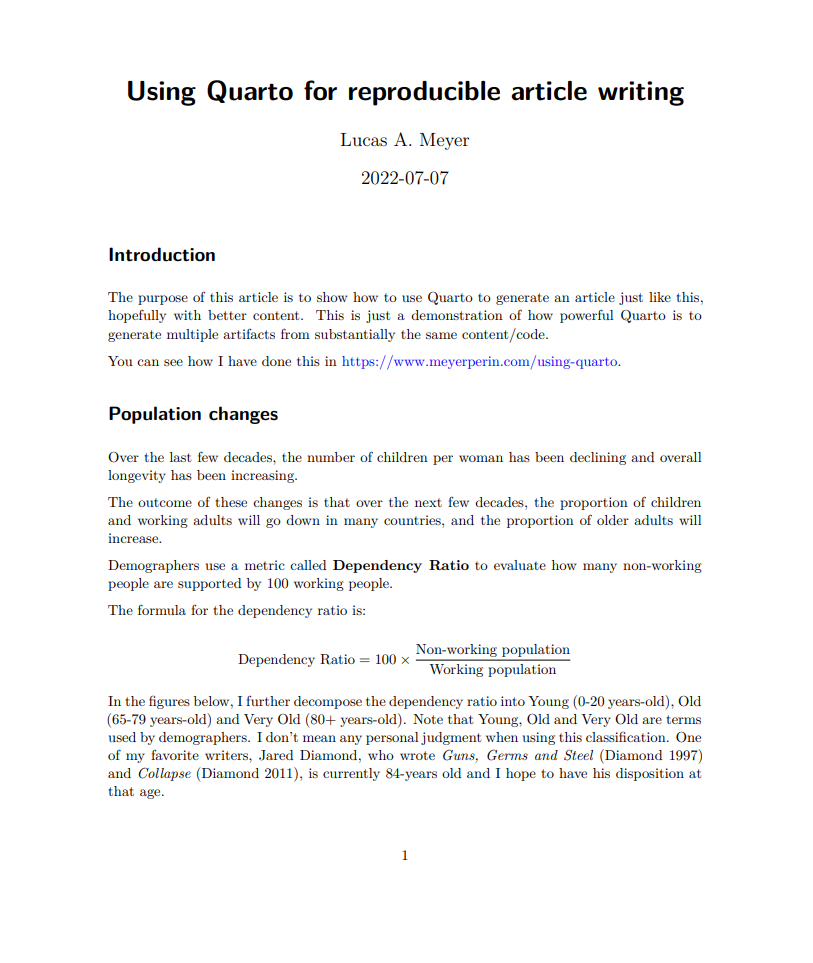 Using Quarto for reproducible article writing
Lucas A. Meyer
2022-07-07
Introduction
The purpose of this article is to show how to use Quarto to generate an article just like this,
hopefully with better content. This is just a demonstration of how powerful Quarto is to
generate multiple artifacts from substantially the same content/code.
You can see how I have done this in https://www.meyerperin.com/using-quarto.
Population changes
Over the last few decades, the number of children per woman has been declining and overall
longevity has been increasing.
The outcome of these changes is that over the next few decades, the proportion of children
and working adults will go down in many countries, and the proportion of older adults will
increase.
Demographers use a metric called Dependency Ratio to evaluate how many non-working
people are supported by 100 working people.
The formula for the dependency ratio is:
Dependency Ratio = 100 ×
Non-working population
Working population
In the figures below, I further decompose the dependency ratio into Young (0-20 years-old), Old
(65-79 years-old) and Very Old (80+ years-old). Note that Young, Old and Very Old are terms
used by demographers. I don't mean any personal judgment when using this classification. One
of my favorite writers, Jared Diamond, who wrote Guns, Germs and Steel (Diamond 1997)
and Collapse (Diamond 2011), is currently 84-years old and I hope to have his disposition at
that age.
1